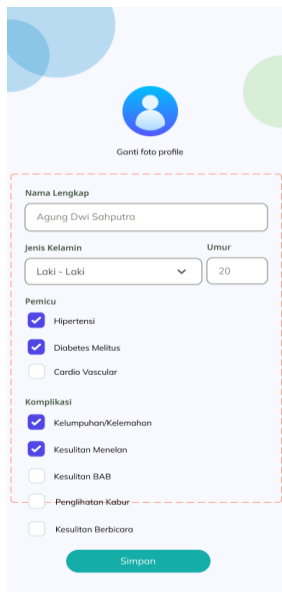 Ganti foto profile
Nama Lengkap
Agung Dwi Sahputra
Jenis Kelamin Umur
Laki - Laki 20
Pemicu
Hipertensi
Diabetes Melitus
Cardio Vascular
Komplikasi
Kelumpuhan/Kelemahan
Kesulitan Menelan
Kesulitan BAB
Penglihatan Kabur
Kesulitan Berbicara
Simpan